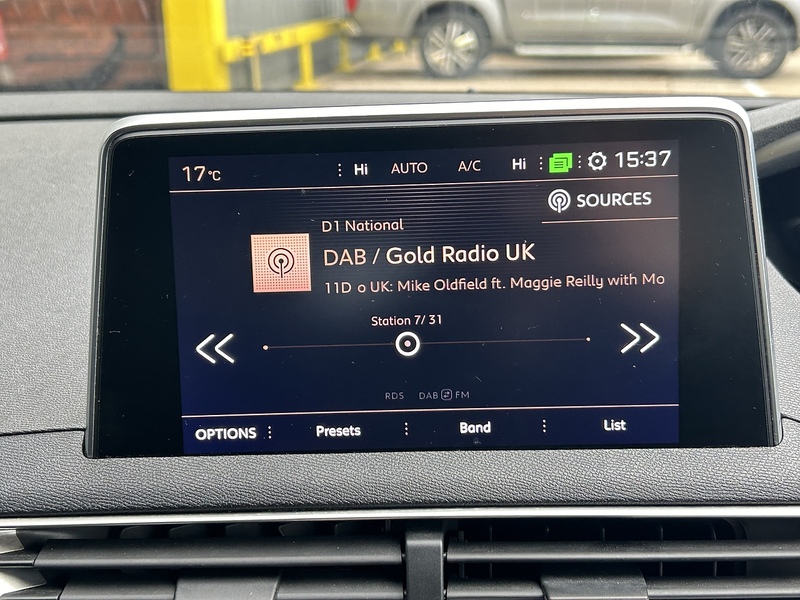 17°C Hi AUTO A/C Hi 15:37
SOURCES
D1 National
DAB / Gold Radio UK
11D o UK: Mike Oldfield ft. Maggie Reilly with Mo
Station 7/31
RDS DAB FM
OPTIONS Presets Band List